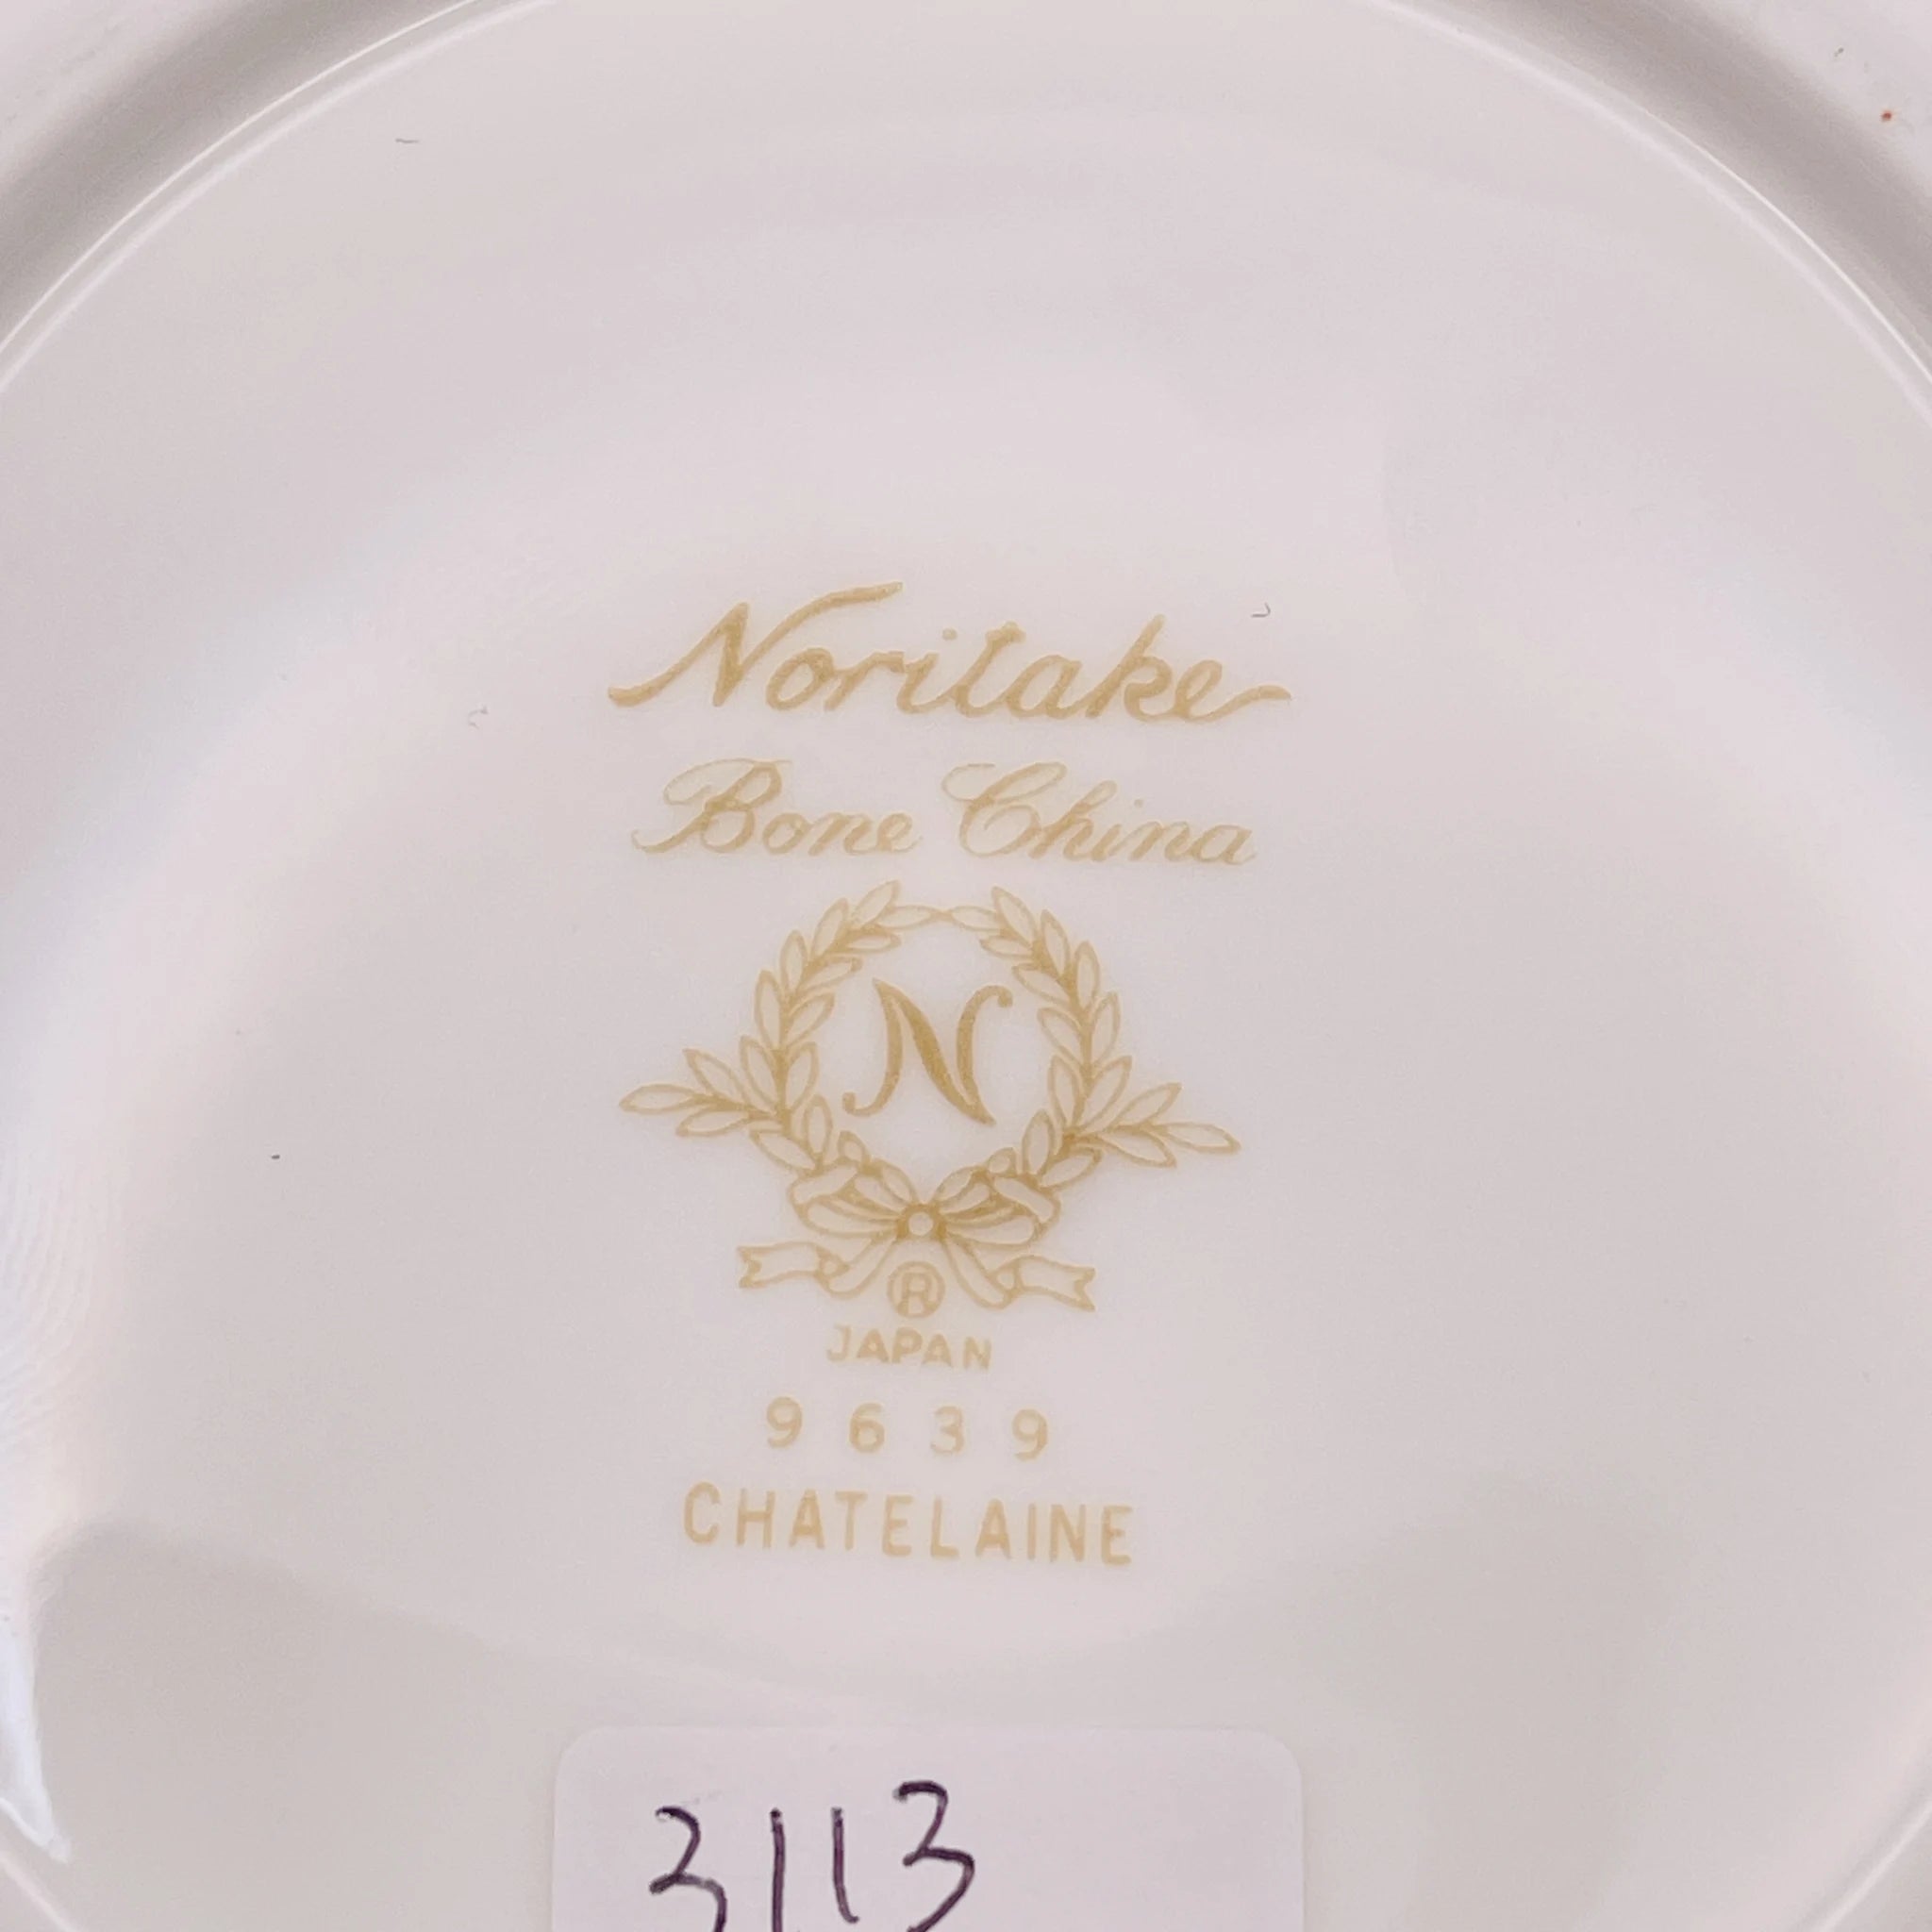 Noritake
Bone China
N
®
JAPAN
9639
CHATELAINE
3113